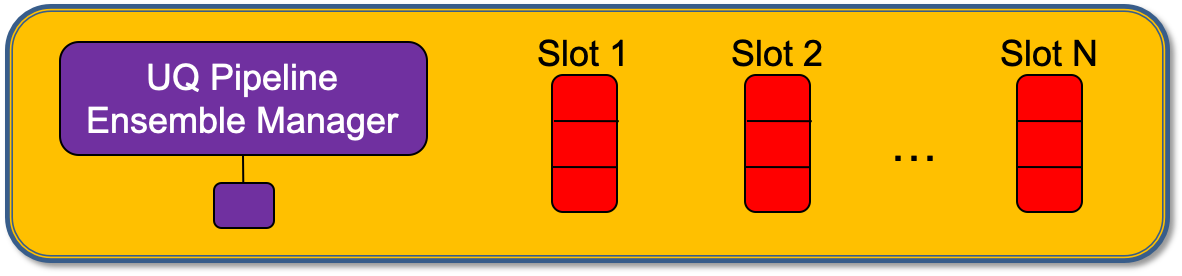 UQ Pipeline
Ensemble Manager
Slot 1
Slot 2
...
Slot N